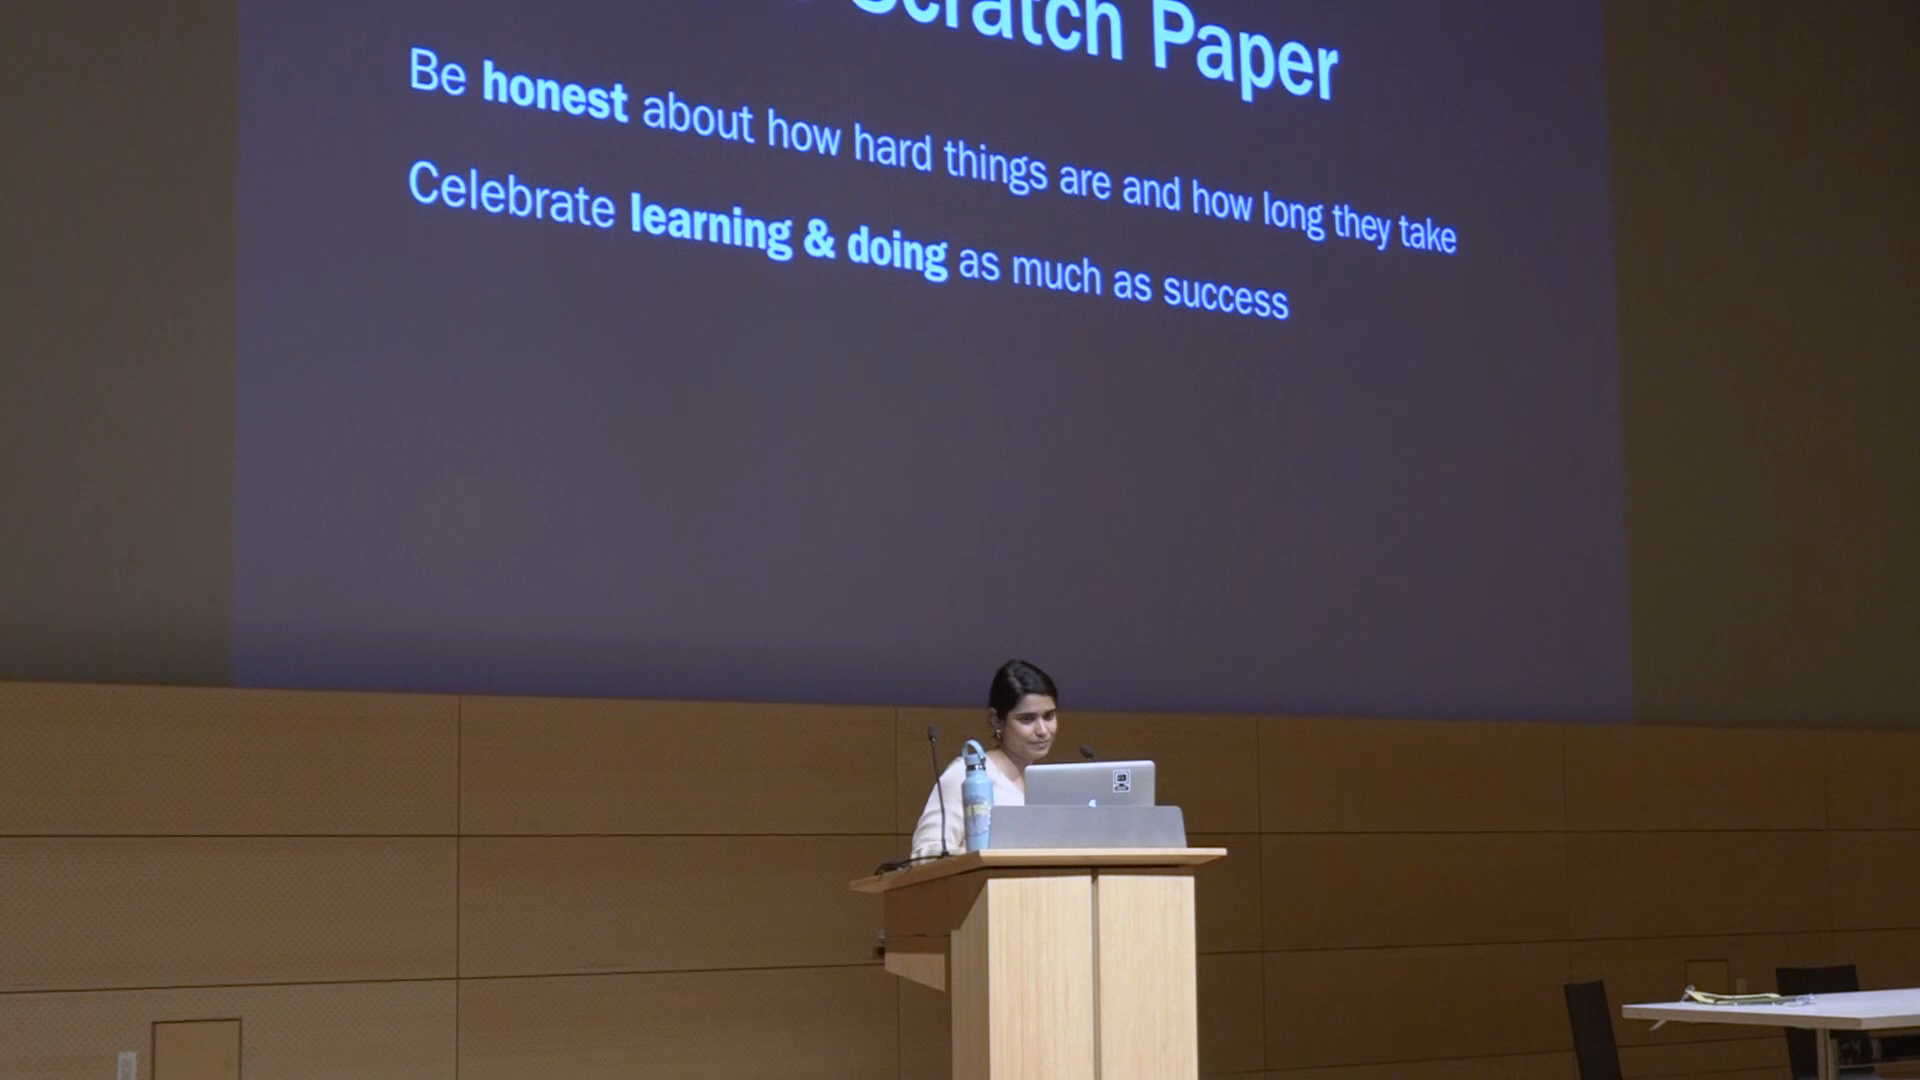 Scratch Paper
Be honest about how hard things are and how long they take
Celebrate learning & doing as much as success